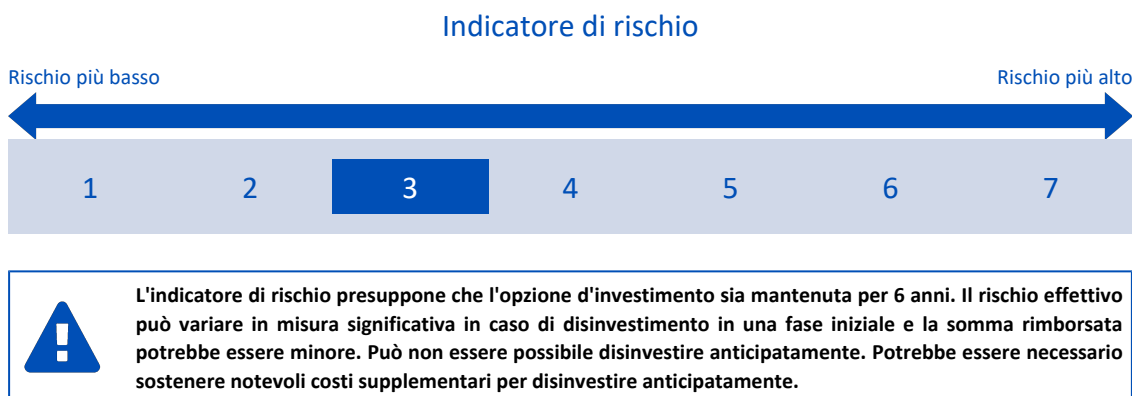 Indicatore di rischio
Rischio più basso
Rischio più alto
1 2 3 4 5 6 7
L'indicatore di rischio presuppone che l'opzione d'investimento sia mantenuta per 6 anni. Il rischio effettivo
può variare in misura significativa in caso di disinvestimento in una fase iniziale e la somma rimborsata
potrebbe essere minore. Può non essere possibile disinvestire anticipatamente. Potrebbe essere necessario
sostenere notevoli costi supplementari per disinvestire anticipatamente.